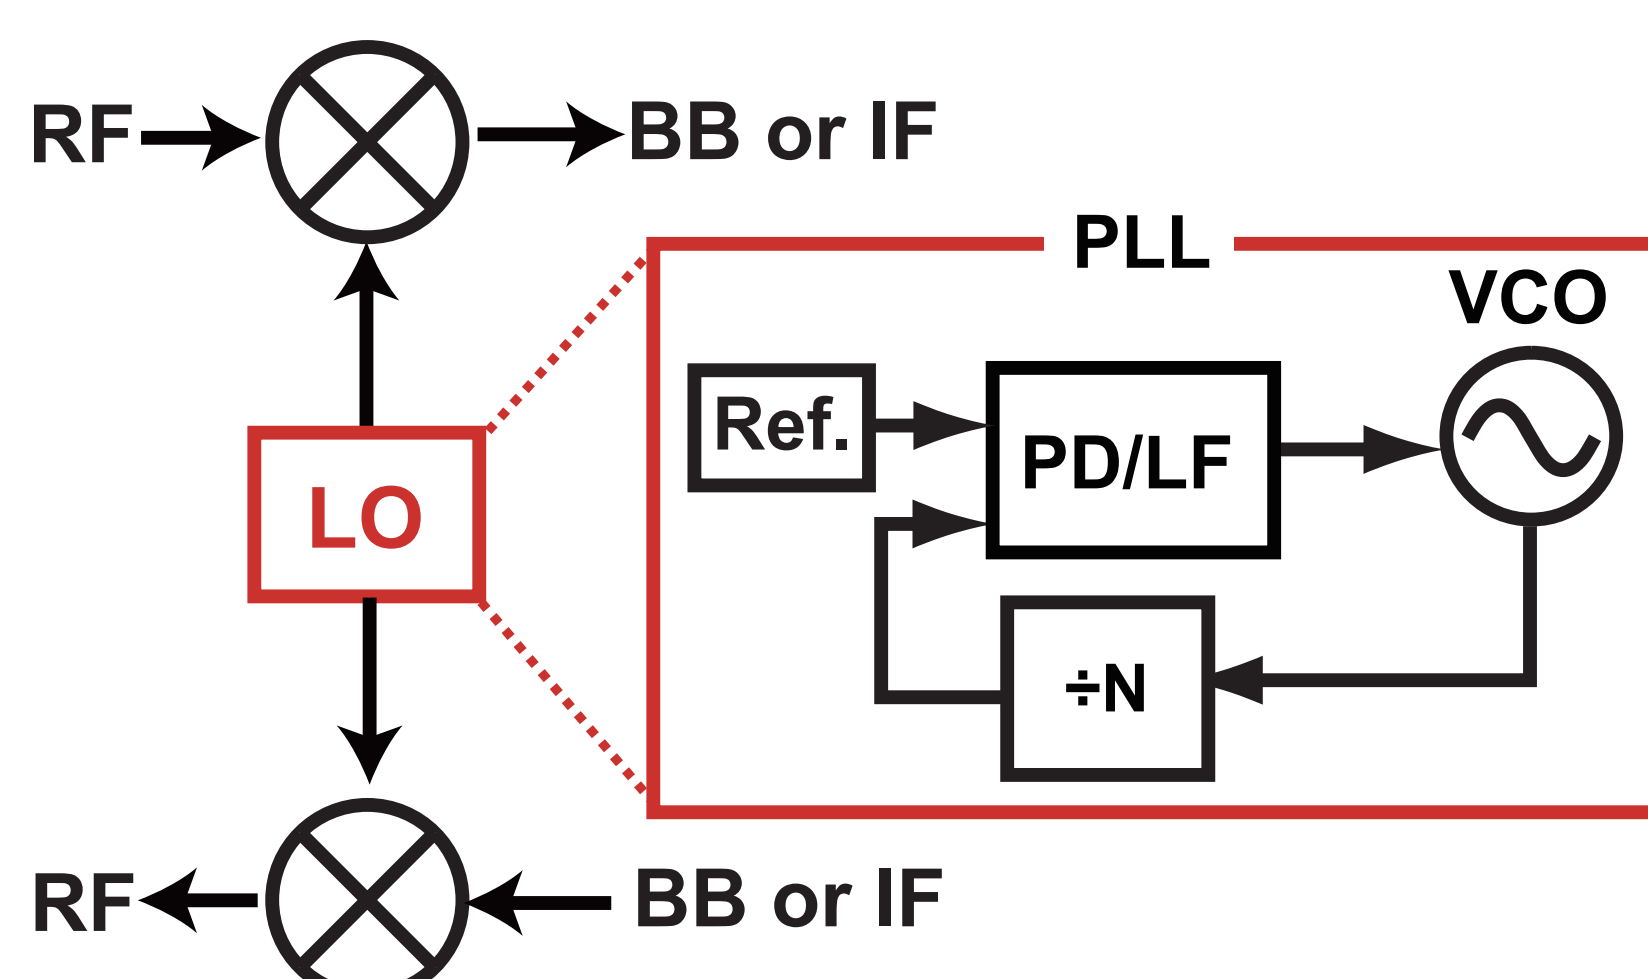 RF
BB or IF
PLL
VCO
Ref.
PD/LF
LO
÷N
RF
BB or IF